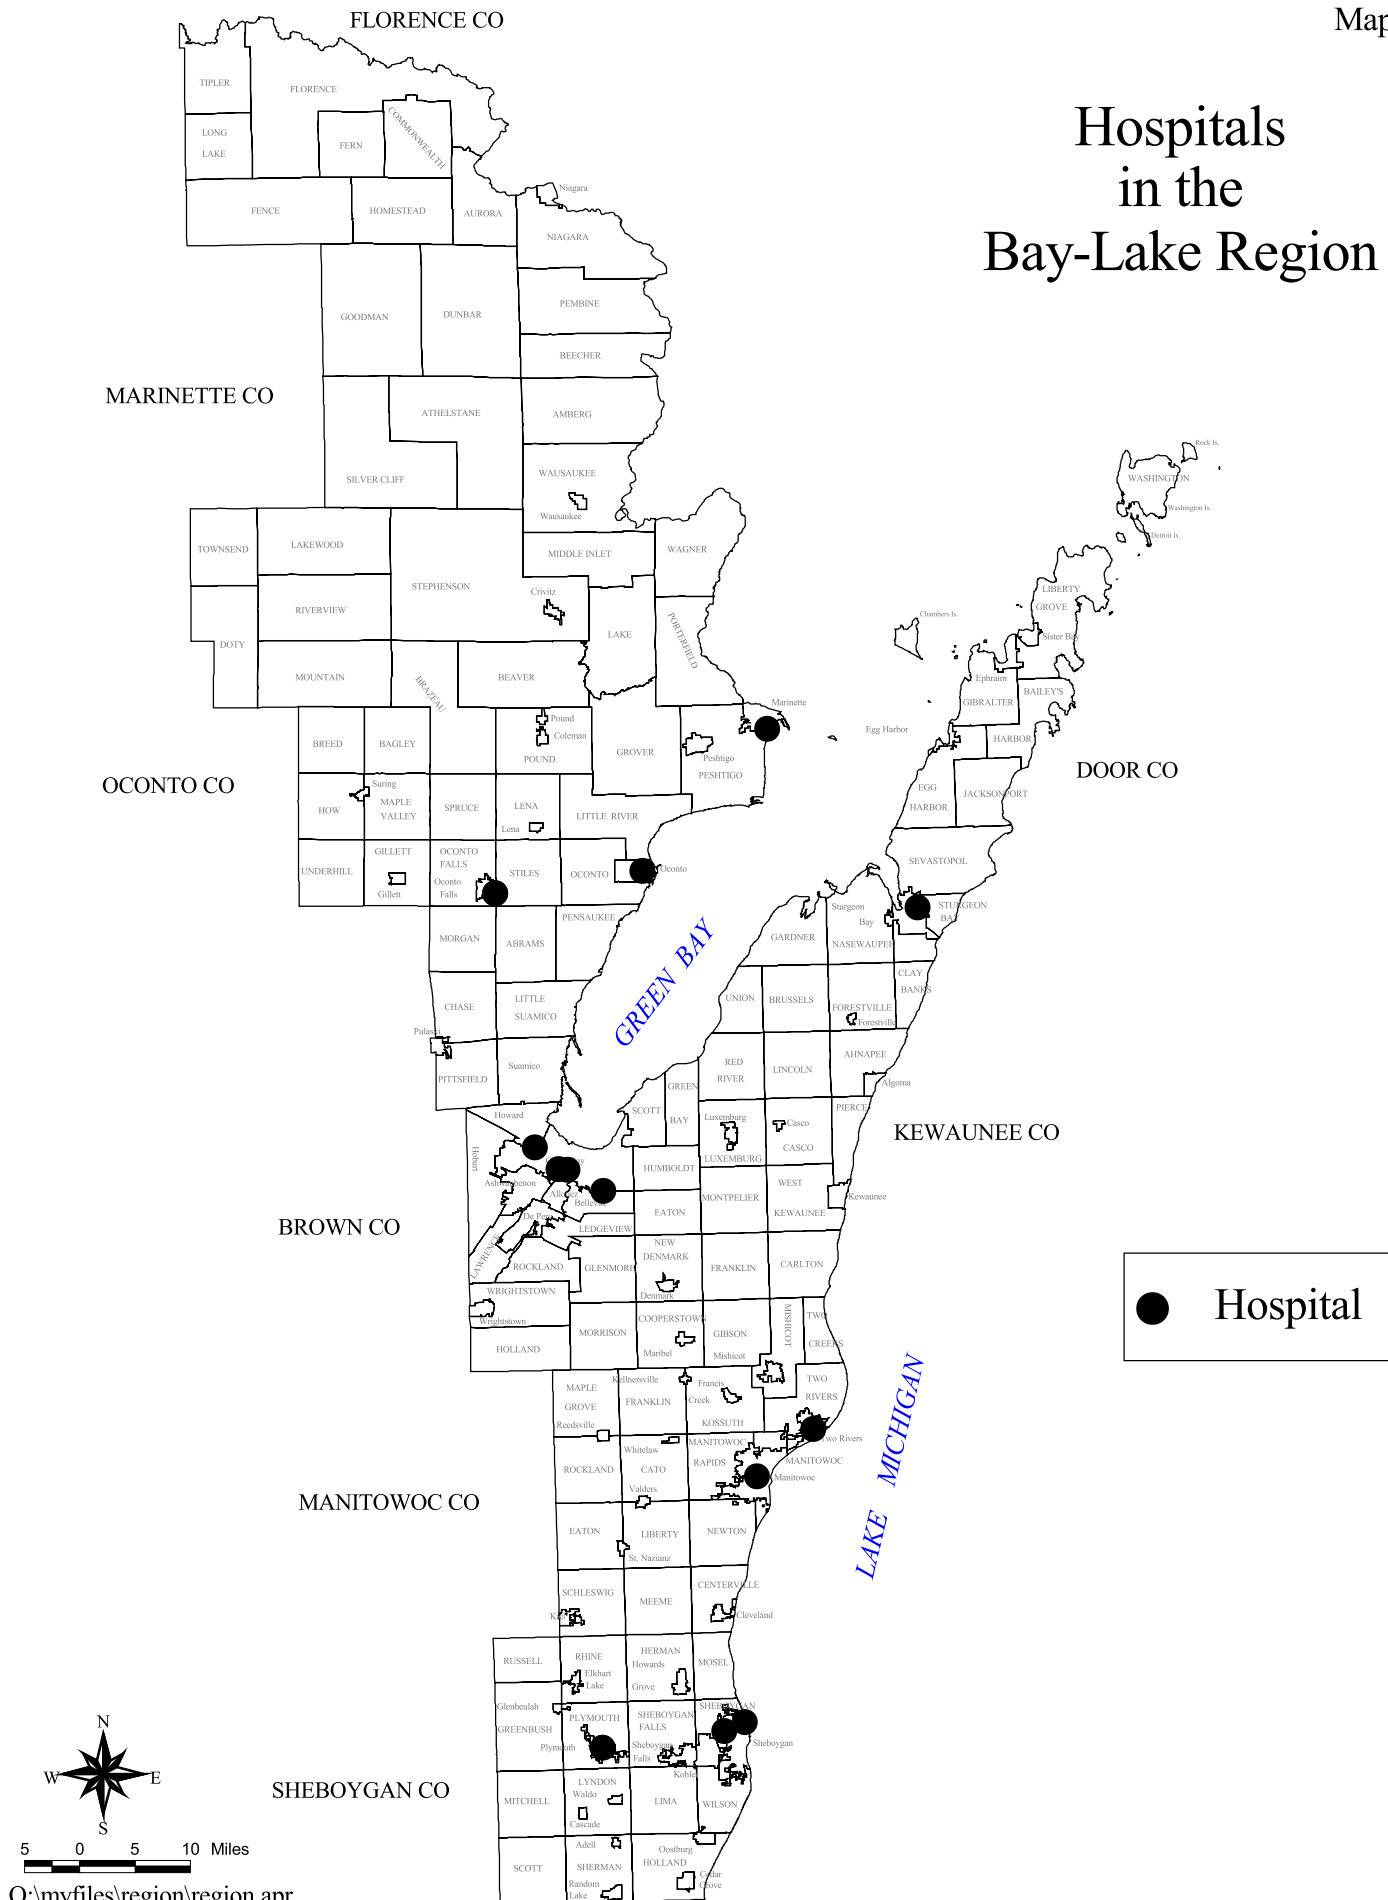 FLORENCE CO
Map
Hospitals
in the
Bay-Lake Region
TIPLER
FLORENCE
COMMONWEALTH
LONG
LAKE
FERN
FENCE
HOMESTEAD
AURORA
Niagara
NIAGARA
GOODMAN
DUNBAR
PEMBINE
BEECHER
MARINETTE CO
ATHELSTANE
AMBERG
SILVER CLIFF
WAUSAUKEE
Wausaukee
Rock Is.
WASHINGTON
Washington Is.
Detroit Is.
TOWNSEND
LAKEWOOD
MIDDLE INLET
WAGNER
STEPHENSON
Crivitz
RIVERVIEW
LAKE
PORTERFIELD
DOTY
MOUNTAIN
BRAZEAU
BEAVER
LIBERTY
GROVE
Chambers Is.
Sister Bay
Ephraim
GIBRALTER
BAILEY'S
HARBOR
Marinette
Egg Harbor
BREED
BAGLEY
Pound
Coleman
POUND
GROVER
Peshtigo
PESHTIGO
DOOR CO
OCONTO CO
Suring
HOW
MAPLE
VALLEY
SPRUCE
LENA
Lena
LITTLE RIVER
EGG
HARBOR
JACKSONPORT
UNDERHILL
GILLETT
Gillett
OCONTO
FALLS
Oconto
Falls
STILES
OCONTO
Oconto
SEVASTOPOL
STURGEON
BAY
Sturgeon
Bay
PENSAUKEE
MORGAN
ABRAMS
GREEN BAY
GARDNER
NASEWAUPEE
CLAY
BANKS
CHASE
LITTLE
SUAMICO
UNION
BRUSSELS
FORESTVILLE
Forestville
Pulaski
PITTSFIELD
Suamico
RED
RIVER
LINCOLN
AHNAPEE
Algoma
Howard
SCOTT
GREEN
BAY
Luxemburg
LUXEMBURG
Casco
CASCO
PIERCE
KEWAUNEE CO
Hobart
Ashwaubenon
Allouez
Bellevue
HUMBOLDT
MONTPELIER
WEST
KEWAUNEE
Kewaunee
BROWN CO
De Pere
LEDGEVIEW
EATON
LAWRENCE
ROCKLAND
GLENMORE
NEW
DENMARK
Denmark
FRANKLIN
CARLTON
WRIGHTSTOWN
Wrightstown
HOLLAND
MORRISON
COOPERSTOWN
Maribel
GIBSON
Mishicot
MISHICOT
TWO
CREEKS
Hospital
LAKE MICHIGAN
MAPLE
GROVE
Reedsville
Kellnersville
FRANKLIN
Francis
Creek
KOSSUTH
TWO
RIVERS
Two Rivers
Whitelaw
ROCKLAND
CATO
Valders
MANITOWOC
RAPIDS
MANITOWOC
Manitowoc
MANITOWOC CO
EATON
LIBERTY
St. Nazianz
NEWTON
SCHLESWIG
Kiel
MEEME
CENTERVILLE
Cleveland
RUSSELL
RHINE
Elkhart
Lake
HERMAN
Howards
Grove
MOSEL
Glenbeulah
GREENBUSH
PLYMOUTH
Plymouth
SHEBOYGAN
FALLS
Sheboygan
Falls
SHEBOYGAN
Sheboygan
Kohler
SHEBOYGAN CO
MITCHELL
LYNDON
Waldo
Cascade
LIMA
WILSON
Adell
SCOTT
SHERMAN
Random
Lake
Oostburg
HOLLAND
Cedar
Grove
N
W E
S
5 0 5 10 Miles
O:\myfiles\region\region.apr